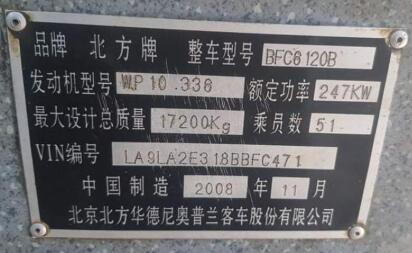 品牌 北方牌 整车型号 BFC6120B
发动机型号 WP10.336 额定功率 247KW
最大设计总质量 17200Kg 乘员数 51
VIN编号 LA9LA2E318BBFC471
中国制造 2008 年 11 月
北京北方华德尼奥普兰客车股份有限公司